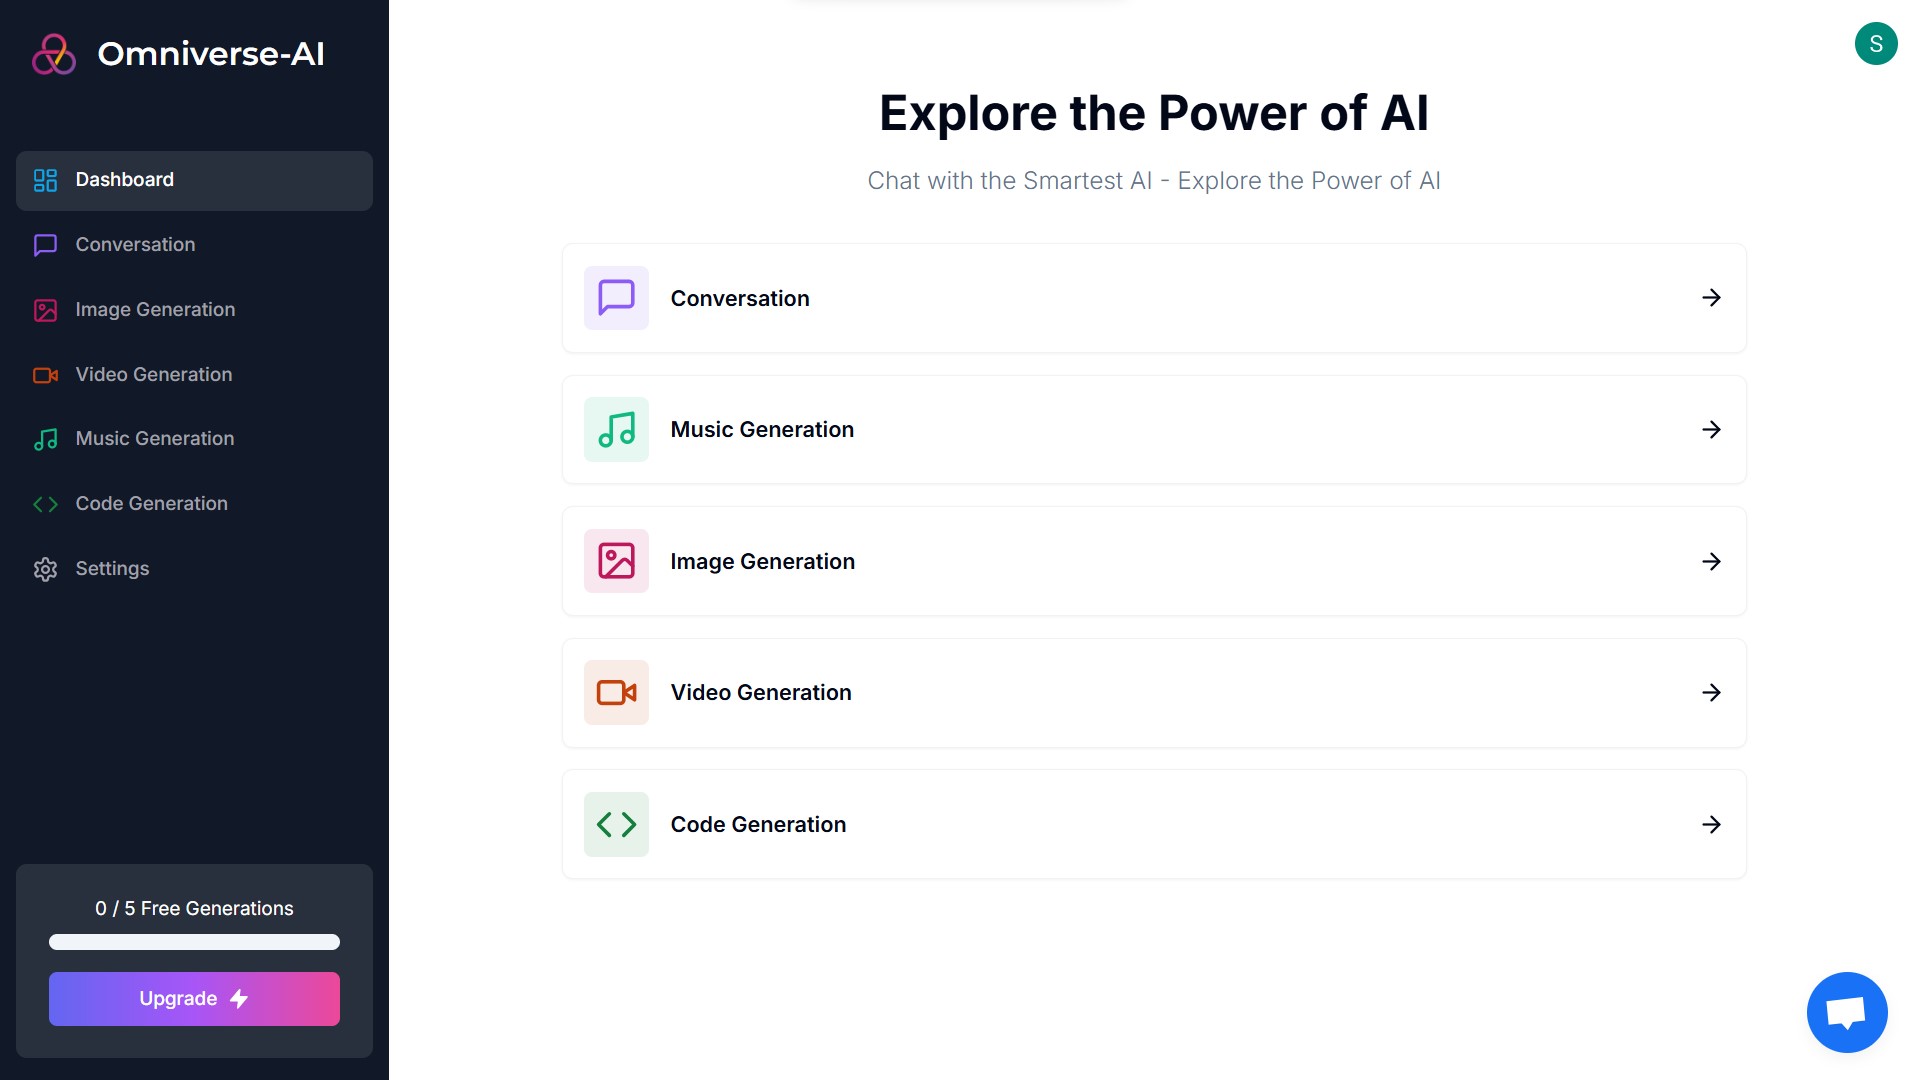 Omniverse-AI
Dashboard
Conversation
Image Generation
Video Generation
Music Generation
Code Generation
Settings
0 / 5 Free Generations
Upgrade
S
Explore the Power of AI
Chat with the Smartest AI - Explore the Power of AI
Conversation
Music Generation
Image Generation
Video Generation
Code Generation